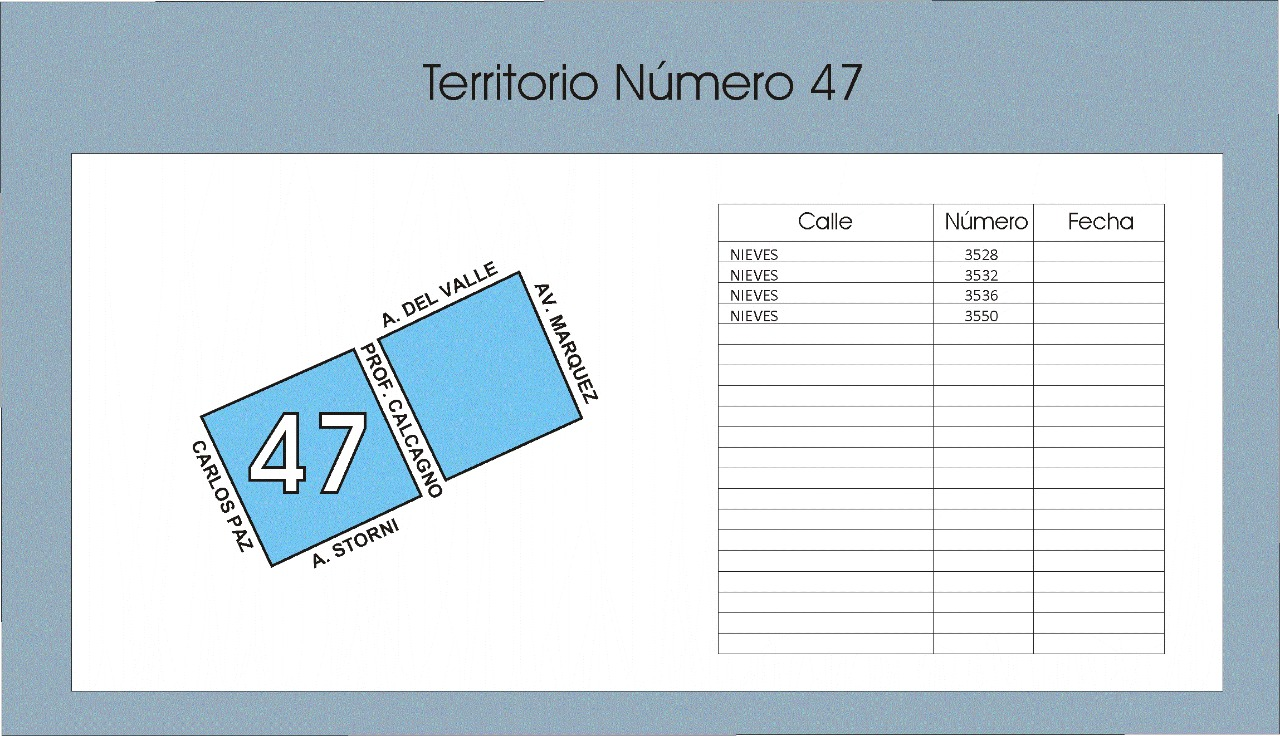 Territorio Número 47
A. DEL VALLE
AV. MARQUEZ
PROF. CALCAGNO
47
CARLOS PAZ
A. STORNI
Calle Número Fecha
NIEVES 3528
NIEVES 3532
NIEVES 3536
NIEVES 3550